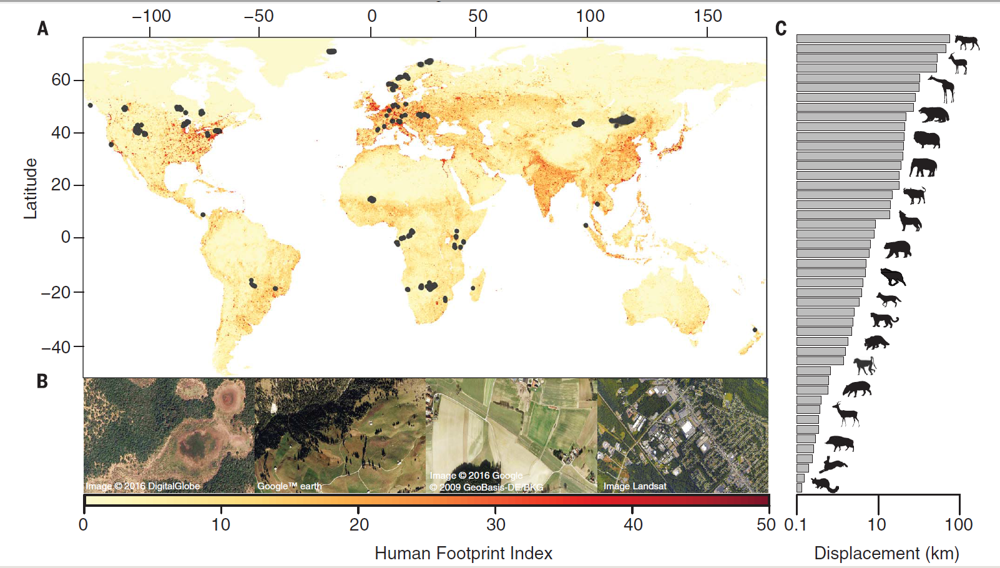 −100 −50 0 50 100 150
A
C
60
40
20
0
−20
−40
Latitude
B
Image © 2016 DigitalGlobe
Google™ earth
Image © 2016 Google
© 2009 GeoBasis-DE/BKG
Image Landsat
0 10 20 30 40 50
Human Footprint Index
0.1 10 100
Displacement (km)